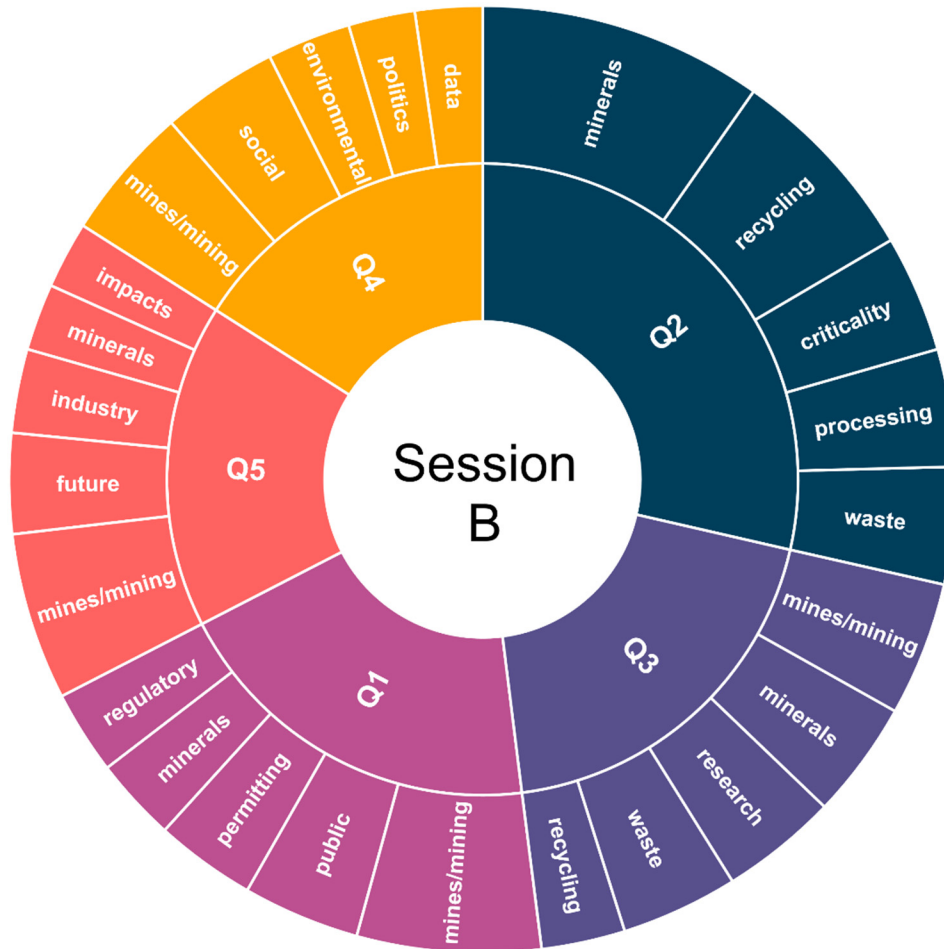 Session
B
Q2
minerals
recycling
criticality
processing
waste
Q3
mines/mining
minerals
research
waste
recycling
Q1
mines/mining
public
permitting
minerals
regulatory
Q5
mines/mining
future
industry
minerals
impacts
Q4
mines/mining
social
environmental
politics
data